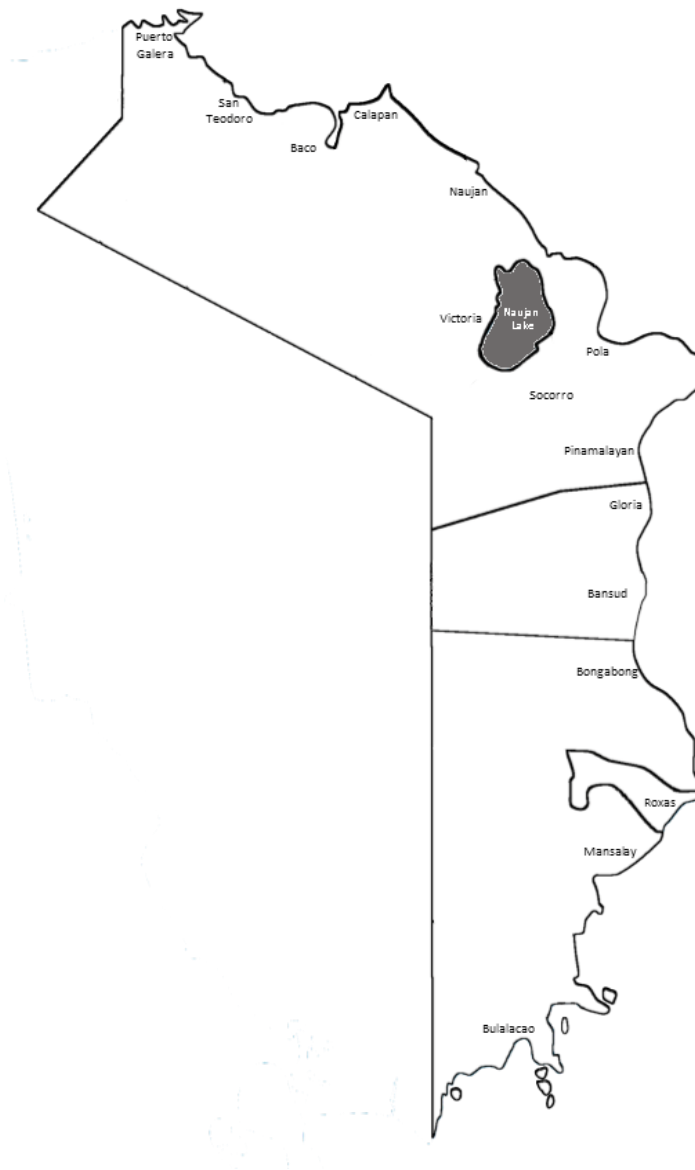 Puerto
Galera
San
Teodoro
Baco
Calapan
Naujan
Victoria
Naujan
Lake
Pola
Socorro
Pinamalayan
Gloria
Bansud
Bongabong
Roxas
Mansalay
Bulalacao